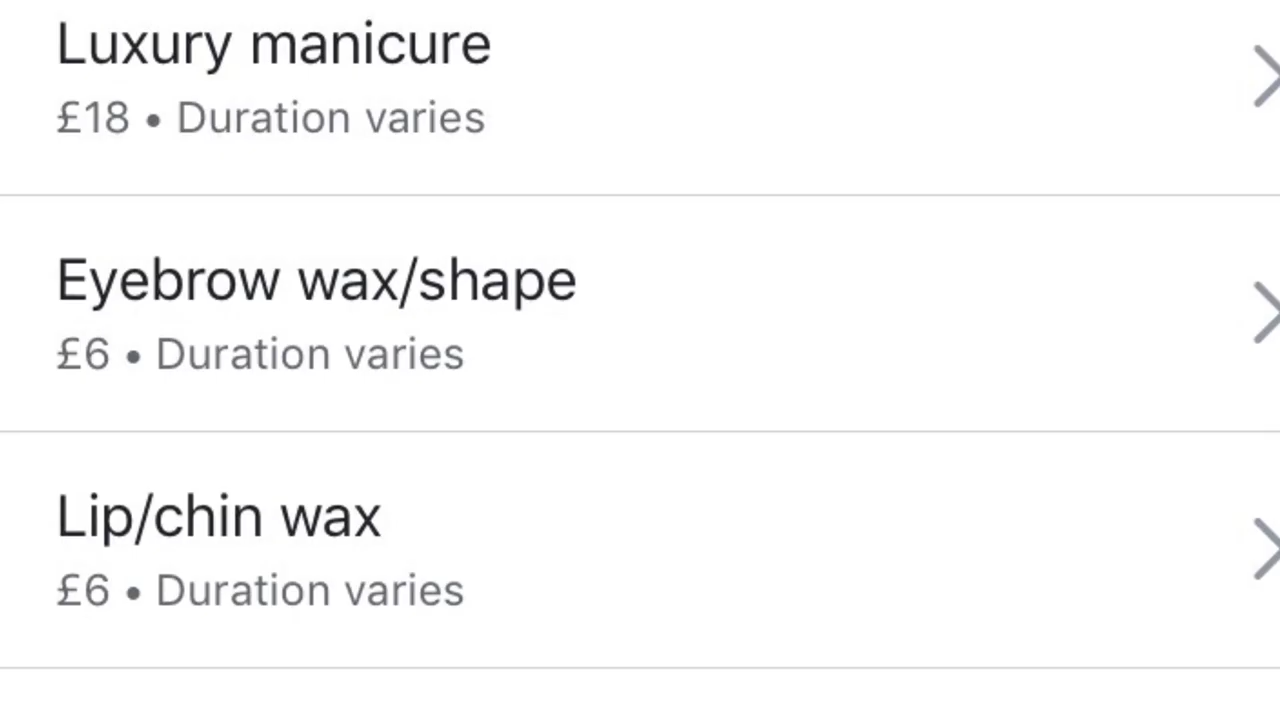 Luxury manicure
£18 • Duration varies
Eyebrow wax/shape
£6 • Duration varies
Lip/chin wax
£6 • Duration varies